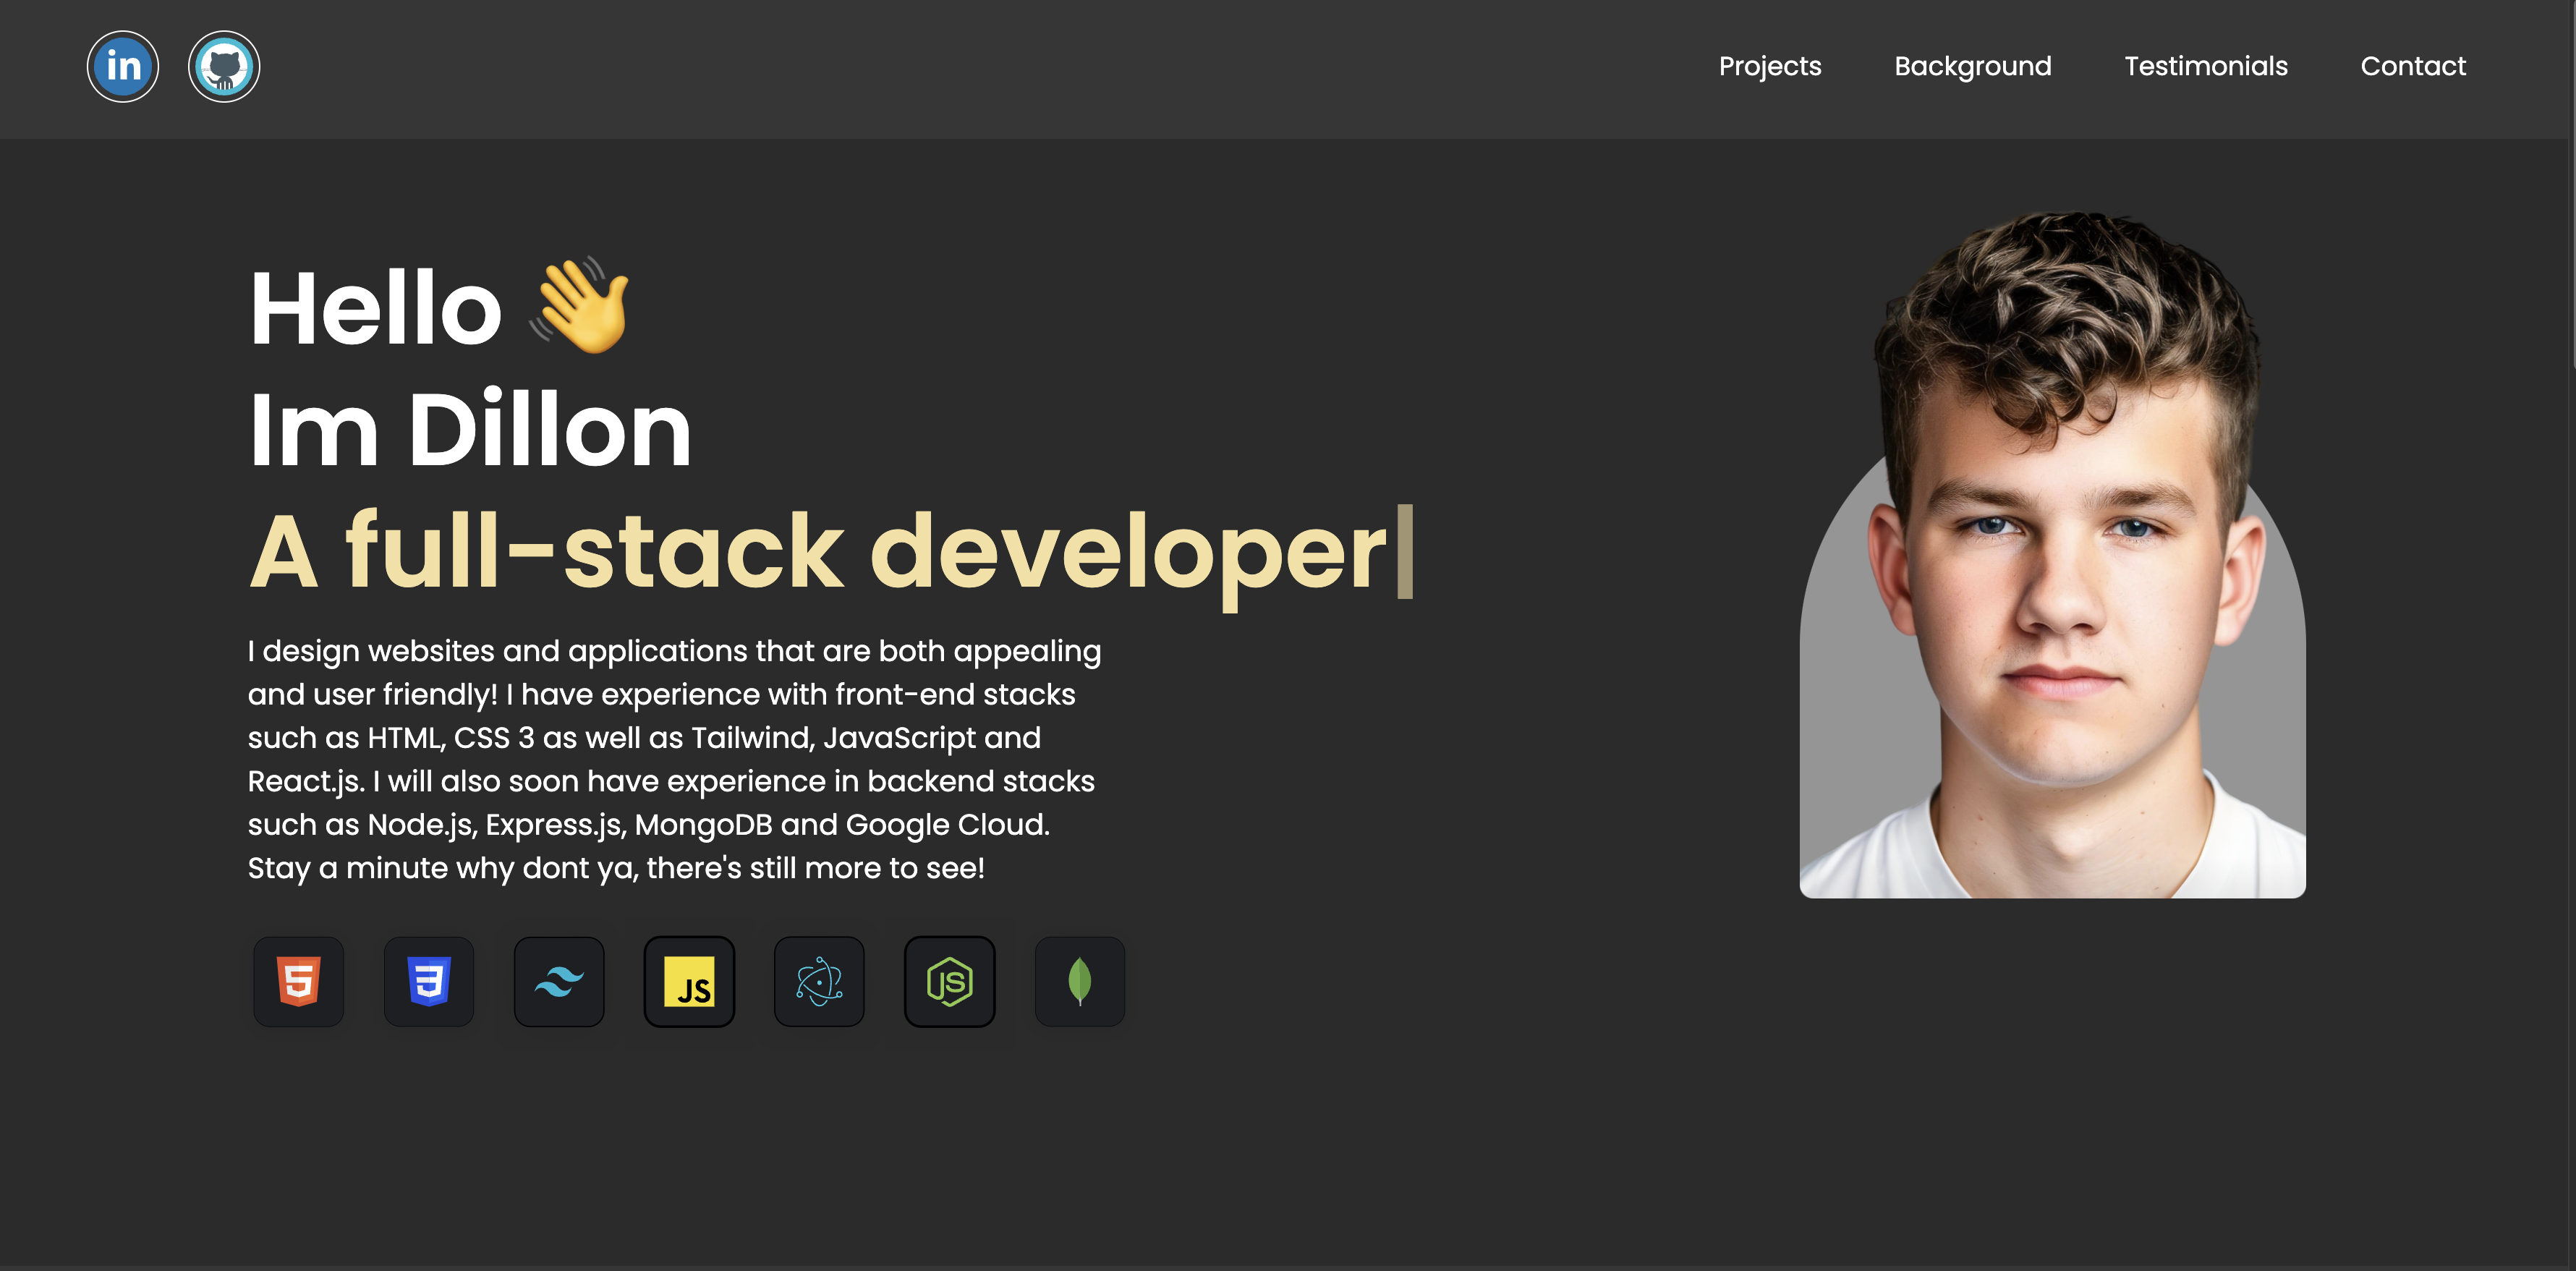 in
Projects Background Testimonials Contact
Hello 👋
Im Dillon
A full-stack developer
I design websites and applications that are both appealing
and user friendly! I have experience with front-end stacks
such as HTML, CSS 3 as well as Tailwind, JavaScript and
React.js. I will also soon have experience in backend stacks
such as Node.js, Express.js, MongoDB and Google Cloud.
Stay a minute why dont ya, there's still more to see!
5 3 JS JS